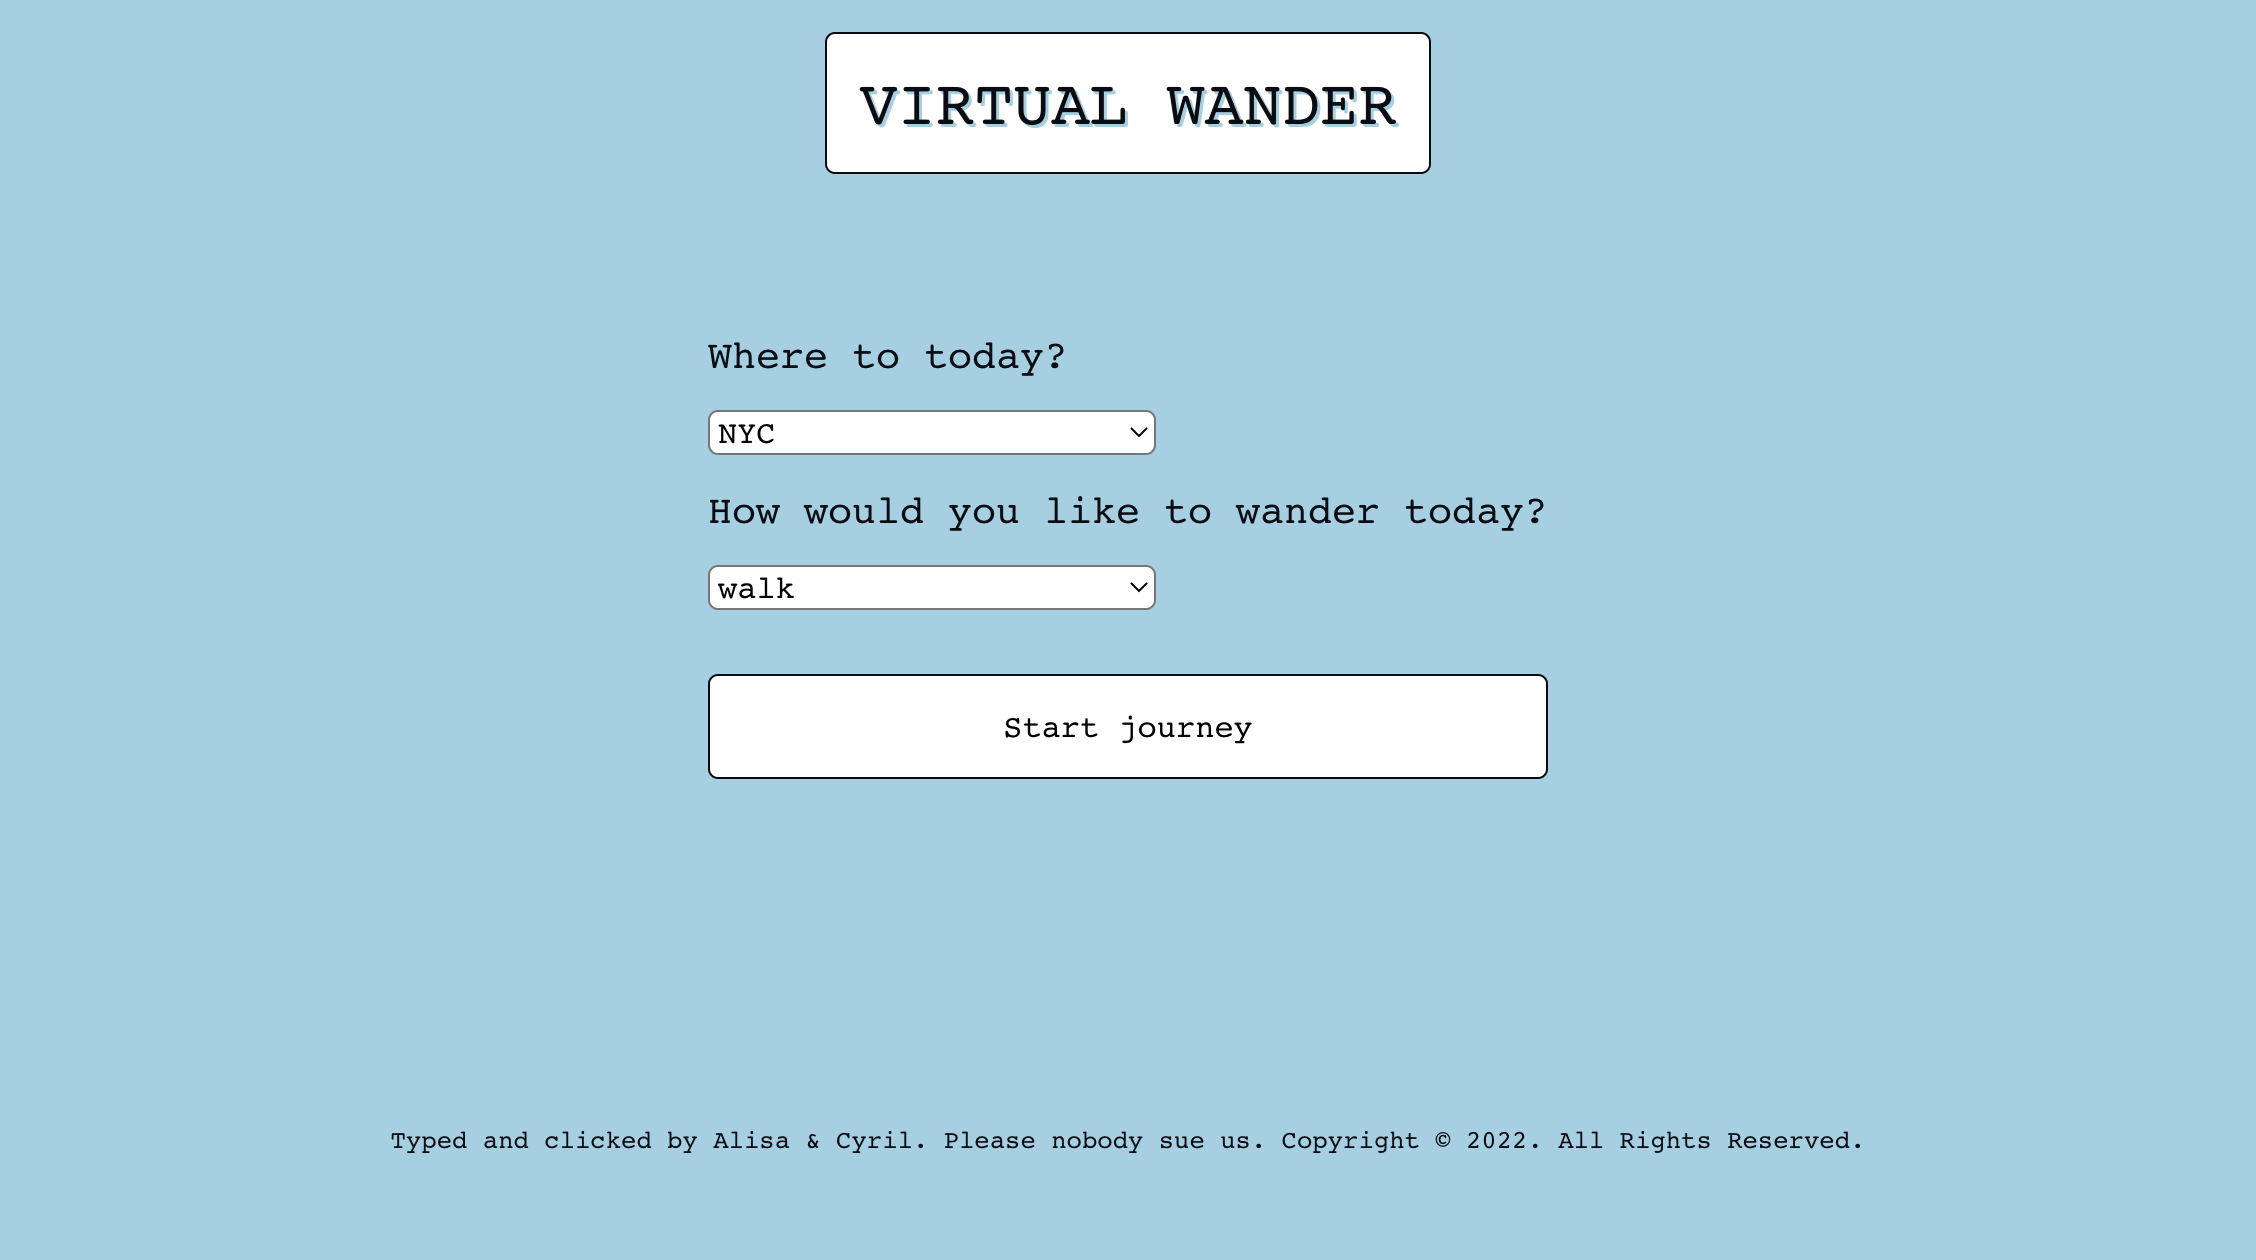 VIRTUAL WANDER
Where to today?
NYC
How would you like to wander today?
walk
Start journey
Typed and clicked by Alisa & Cyril. Please nobody sue us. Copyright © 2022. All Rights Reserved.